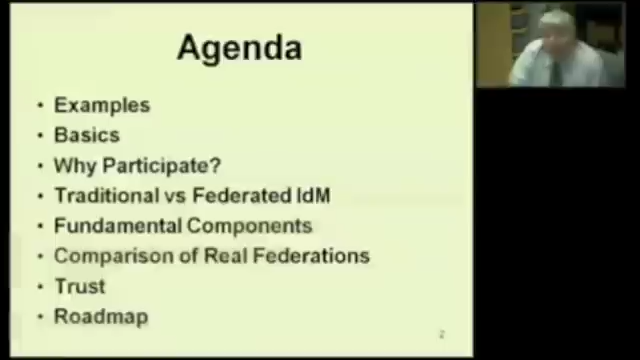 Agenda
• Examples
• Basics
• Why Participate?
• Traditional vs Federated IdM
• Fundamental Components
• Comparison of Real Federations
• Trust
• Roadmap
2